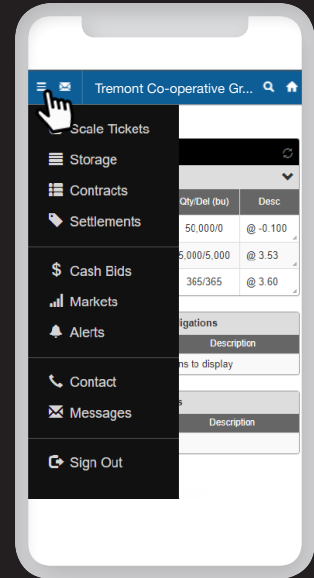 Tremont Co-operative Gr...
Scale Tickets
Storage
Contracts
Settlements
$ Cash Bids
Markets
Alerts
Contact
Messages
Sign Out
Qty/Del (bu) Desc
50,000/0 @ -0.100
5,000/5,000 @ 3.53
365/365 @ 3.60
igations
Description
ns to display
s
Description